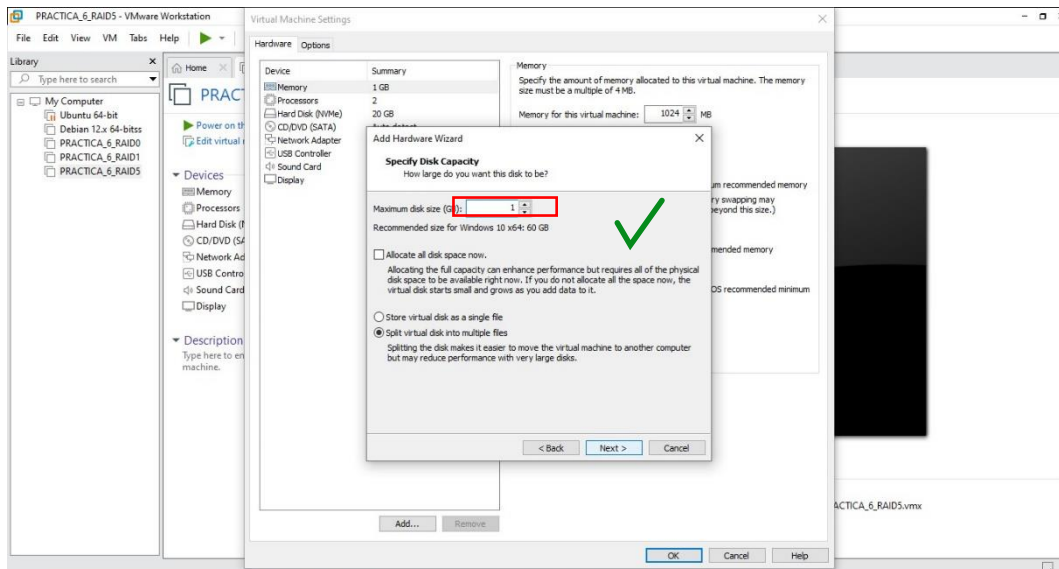 PRACTICA_6_RAID5 - VMware Workstation
File Edit View VM Tabs Help
Library
Type here to search
My Computer
Ubuntu 64-bit
Debian 12.x 64-bitss
PRACTICA_6_RAID0
PRACTICA_6_RAID1
PRACTICA_6_RAID5
Home
PRACT
Power on th
Edit virtual
Devices
Memory
Processors
Hard Disk (
CD/DVD (SA
Network Ad
USB Contro
Sound Card
Display
Description
Type here to en
machine.
Virtual Machine Settings
Hardware Options
Device Summary
Memory 1 GB
Processors 2
Hard Disk (NVMe) 20 GB
CD/DVD (SATA)
Network Adapter
USB Controller
Sound Card
Display
Add... Remove
Memory
Specify the amount of memory allocated to this virtual machine. The memory
size must be a multiple of 4 MB.
Memory for this virtual machine: 1024 MB
m recommended memory
ry swapping may
beyond this size.)
mended memory
OS recommended minimum
Add Hardware Wizard
Specify Disk Capacity
How large do you want this disk to be?
Maximum disk size (G): 1
Recommended size for Windows 10 x64: 60 GB
Allocate all disk space now.
Allocating the full capacity can enhance performance but requires all of the physical
disk space to be available right now. If you do not allocate all the space now, the
virtual disk starts small and grows as you add data to it.
Store virtual disk as a single file
Split virtual disk into multiple files
Splitting the disk makes it easier to move the virtual machine to another computer
but may reduce performance with very large disks.
< Back Next > Cancel
ACTICA_6_RAID5.vmx
OK Cancel Help